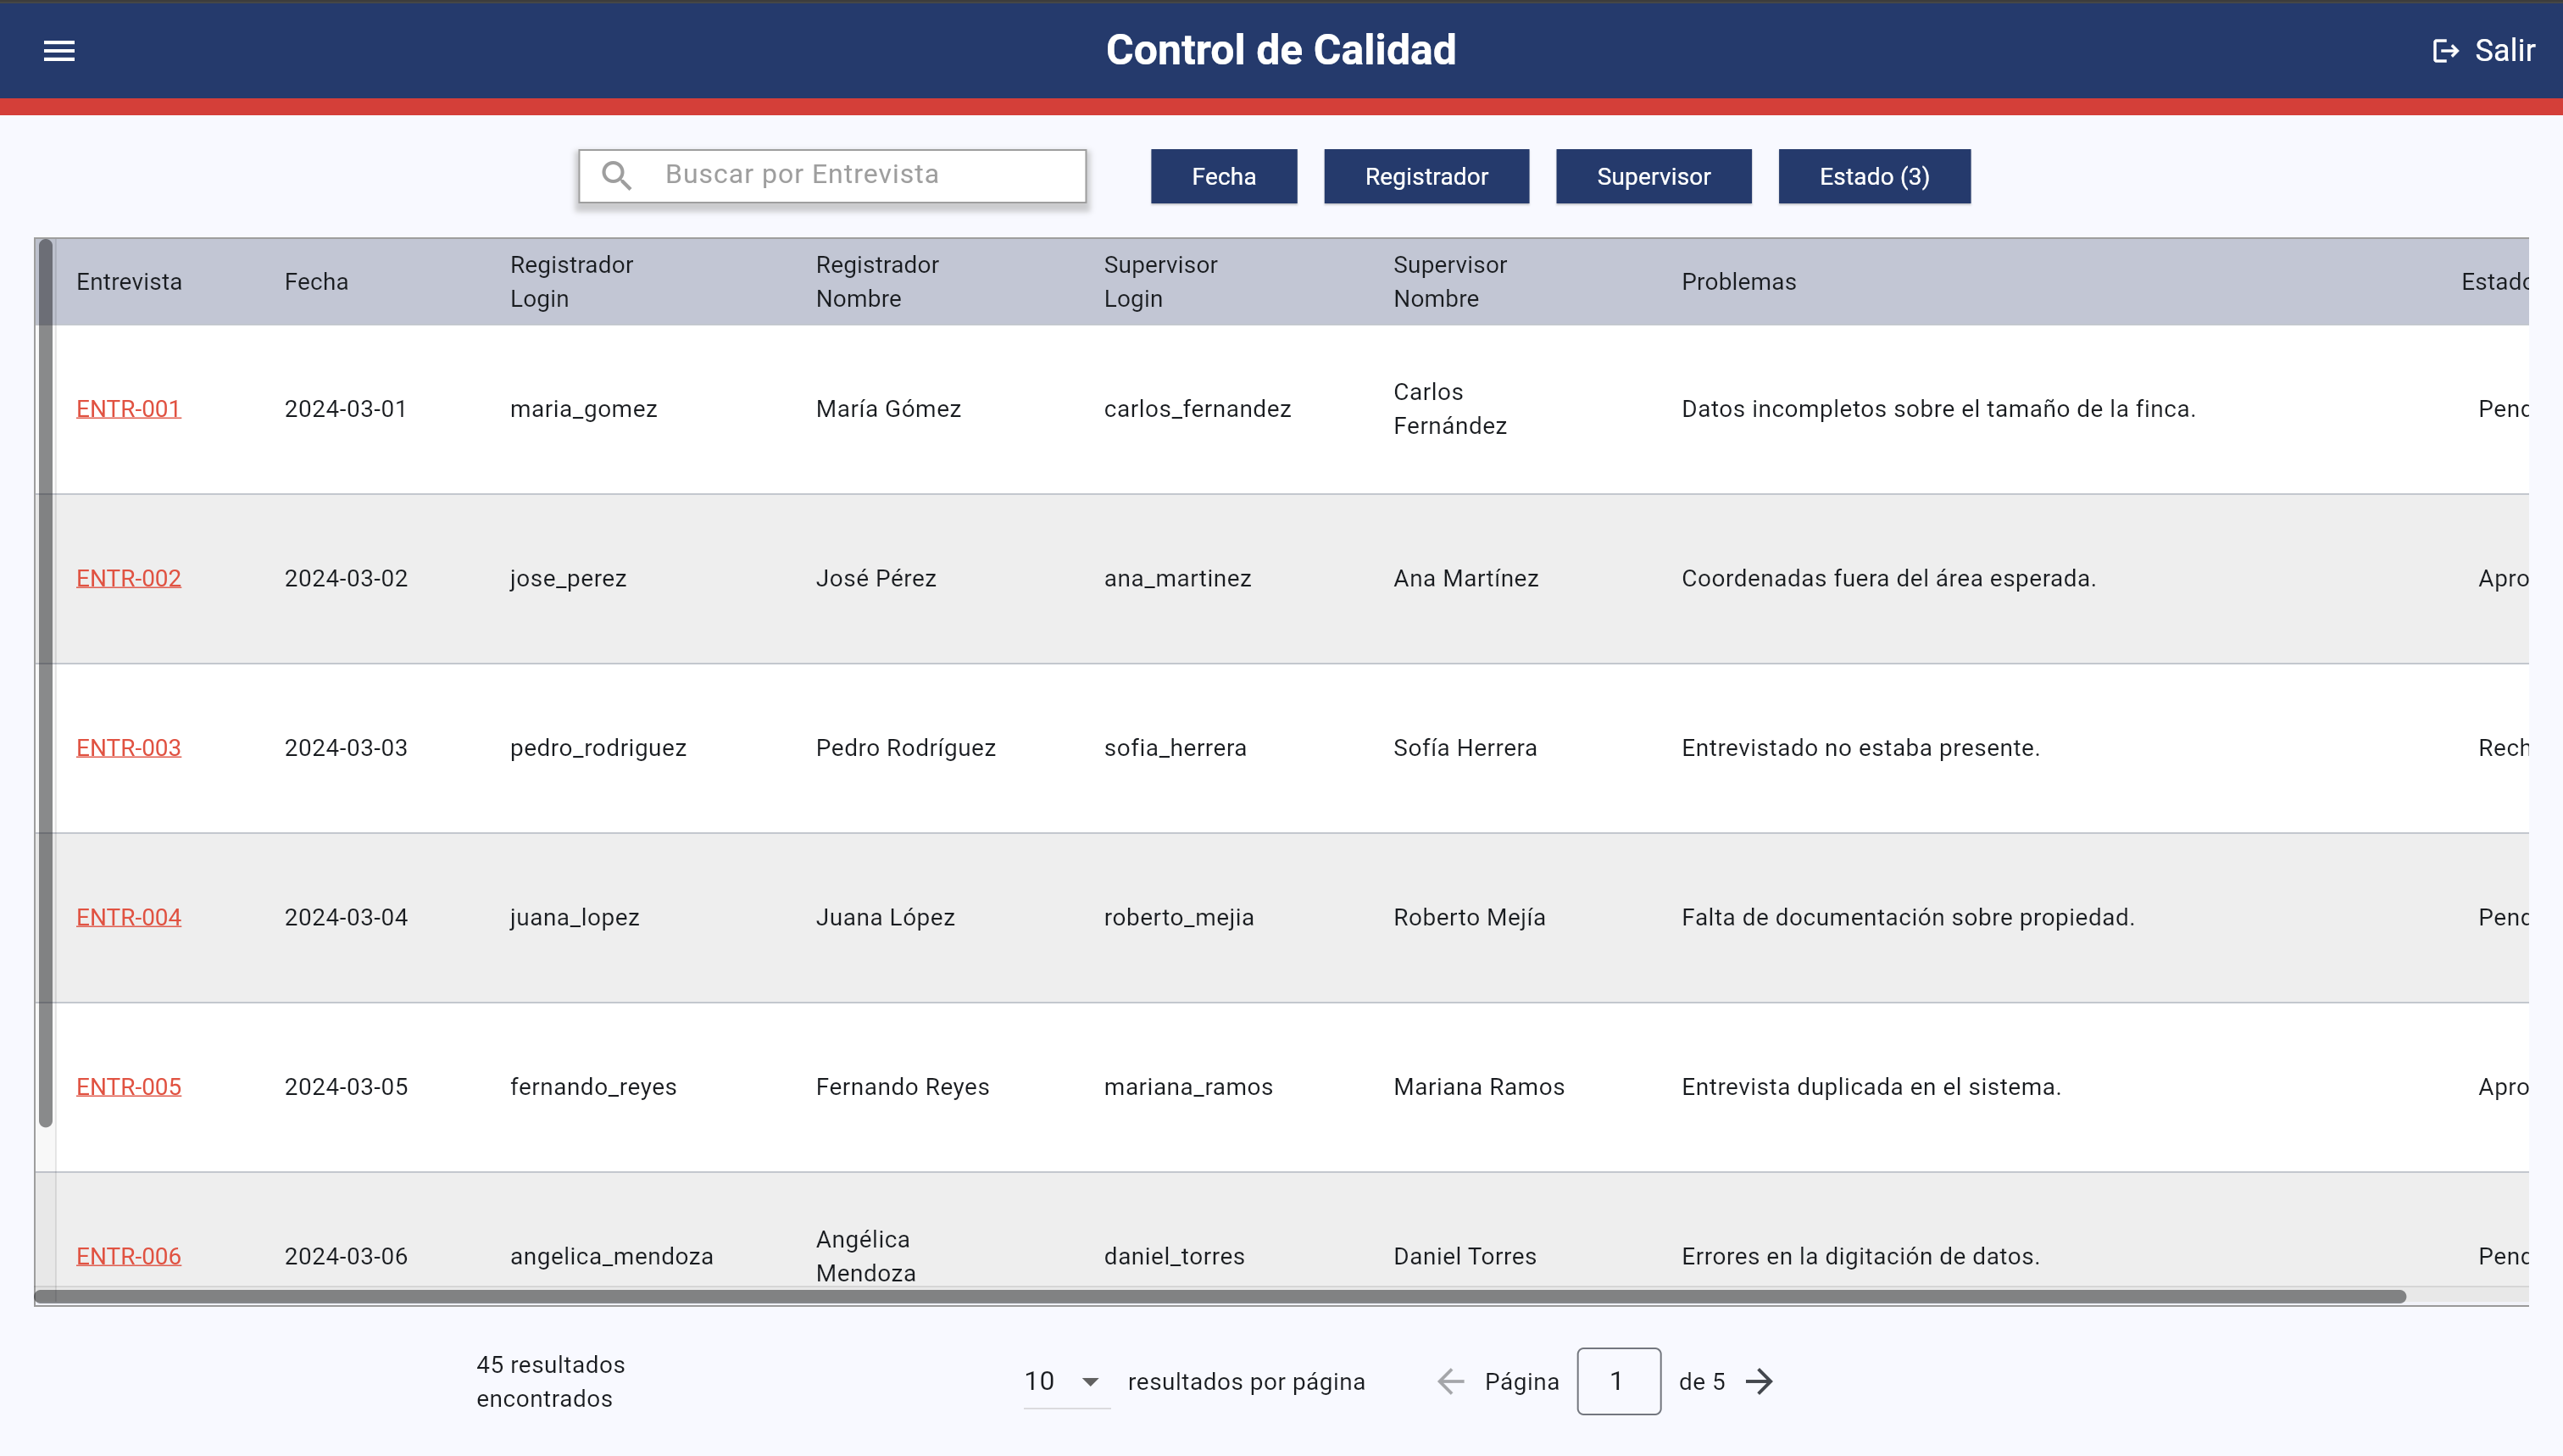 Control de Calidad
Salir
Buscar por Entrevista
Fecha
Registrador
Supervisor
Estado (3)
Entrevista
Fecha
Registrador
Login
Registrador
Nombre
Supervisor
Login
Supervisor
Nombre
Problemas
Estado
ENTR-001
2024-03-01
maria_gomez
María Gómez
carlos_fernandez
Carlos
Fernández
Datos incompletos sobre el tamaño de la finca.
ENTR-002
2024-03-02
jose_perez
José Pérez
ana_martinez
Ana Martínez
Coordenadas fuera del área esperada.
Apro
ENTR-003
2024-03-03
pedro_rodriguez
Pedro Rodríguez
sofia_herrera
Sofía Herrera
Entrevistado no estaba presente.
Rech
ENTR-004
2024-03-04
juana_lopez
Juana López
roberto_mejia
Roberto Mejía
Falta de documentación sobre propiedad.
ENTR-005
2024-03-05
fernando_reyes
Fernando Reyes
mariana_ramos
Mariana Ramos
Entrevista duplicada en el sistema.
Apro
ENTR-006
2024-03-06
angelica_mendoza
Angélica
Mendoza
daniel_torres
Daniel Torres
Errores en la digitación de datos.
45 resultados
encontrados
10
resultados por página
Página
1
de 5